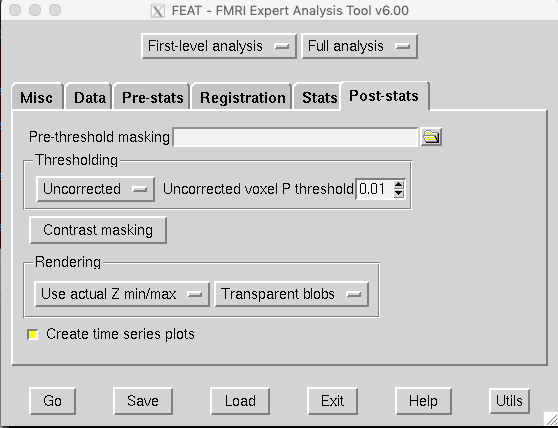 FEAT - FMRI Expert Analysis Tool v6.00
First-level analysis Full analysis
Misc Data Pre-stats Registration Stats Post-stats
Pre-threshold masking
Thresholding
Uncorrected Uncorrected voxel P threshold 0.01
Contrast masking
Rendering
Use actual Z min/max Transparent blobs
Create time series plots
Go Save Load Exit Help Utils